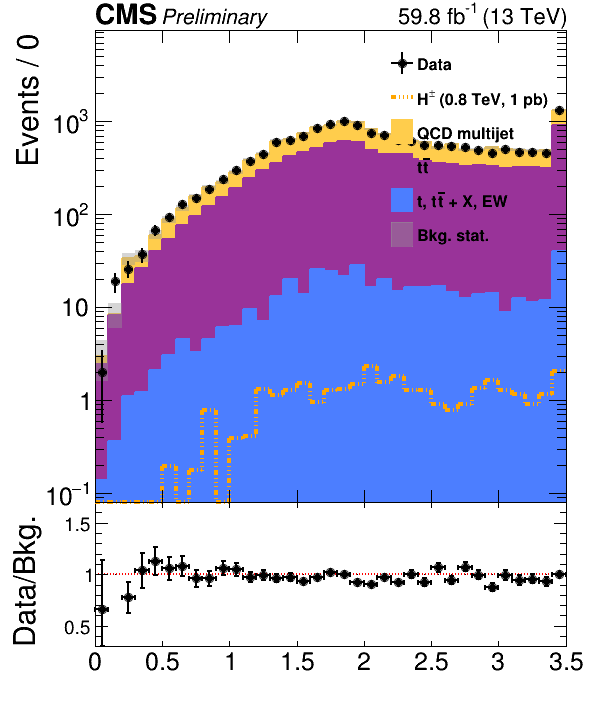 CMS Preliminary 59.8 fb⁻¹ (13 TeV)
Events / 0
10³
10²
10
1
10⁻¹
Data
H± (0.8 TeV, 1 pb)
QCD multijet
tt̅
t, tt̅ + X, EW
Bkg. stat.
Data/Bkg.
1.5
1
0.5
0 0.5 1 1.5 2 2.5 3 3.5